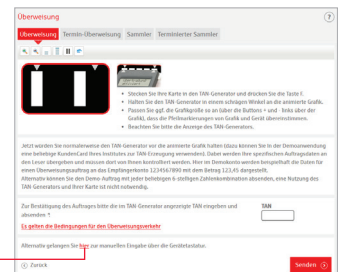 Überweisung
Überweisung Termin-Überweisung Sammler Terminierter Sammler
• Stecken Sie Ihre Karte in den TAN-Generator und drücken Sie die Taste F.
• Halten Sie den TAN-Generator in einem schrägen Winkel an die animierte Grafik.
• Passen Sie ggf. die Grafikgröße so an (über die Buttons + und - links über der
Grafik), dass die Pfeilmarkierungen von Grafik und Gerät übereinstimmen.
• Beachten Sie bitte die Anzeige des TAN-Generators.
Jetzt würden Sie normalerweise den TAN-Generator vor die animierte Grafik halten (dazu können Sie in der Demoanwendung
eine beliebige KundenCard Ihres Institutes zur TAN-Erzeugung verwenden). Dabei werden Ihre spezifischen Auftragsdaten an
den Leser übergeben und müssen dort von Ihnen kontrolliert werden. Hier im Demokonto werden beispielhaft die Daten für
einen Überweisungsauftrag an das Empfängerkonto 1234567890 mit dem Betrag 123,45 dargestellt.
Alternativ können Sie den Demo-Auftrag mit jeder beliebigen 6-stelligen Zahlenkombination absenden, eine Nutzung des
TAN-Generators und Ihrer Karte ist nicht notwendig.
Zur Bestätigung des Auftrages bitte die im TAN-Generator angezeigte TAN eingeben und TAN
absenden *
Es gelten die Bedingungen für den Überweisungsverkehr
Alternativ gelangen Sie hier zur manuellen Eingabe über die Gerätetastatur.
Zurück Senden